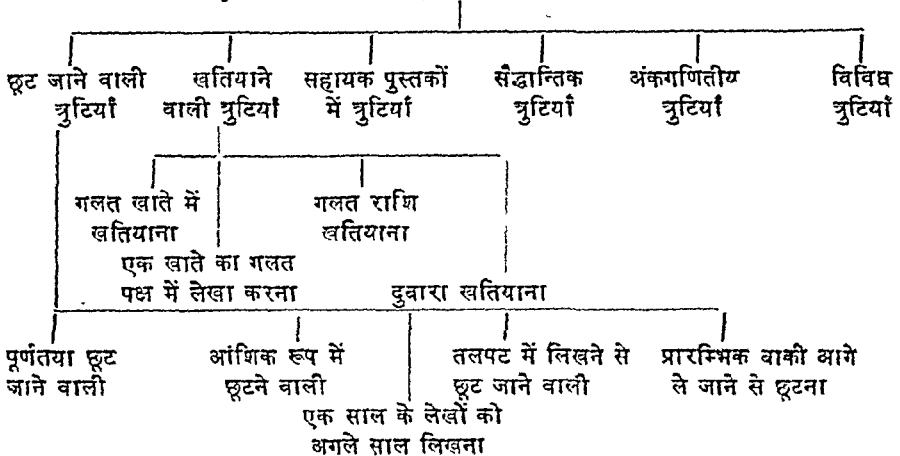 छूट जाने वाली खतियाने सहायक पुस्तकों सैद्धान्तिक अंकगणितीय विविध
त्रुटियाँ वाली त्रुटियाँ में त्रुटियाँ त्रुटियाँ त्रुटियाँ त्रुटियाँ
गलत खाते में गलत राशि
खतियाना खतियाना
एक खाते का गलत
पक्ष में लेखा करना दुवारा खतियाना
पूर्णतया छूट आंशिक रूप में तलपट में लिखने से प्रारम्भिक वाकी आगे
जाने वाली छूटने वाली छूट जाने वाली ले जाने से छूटना
एक साल के लेखों को
अगले साल लिखना